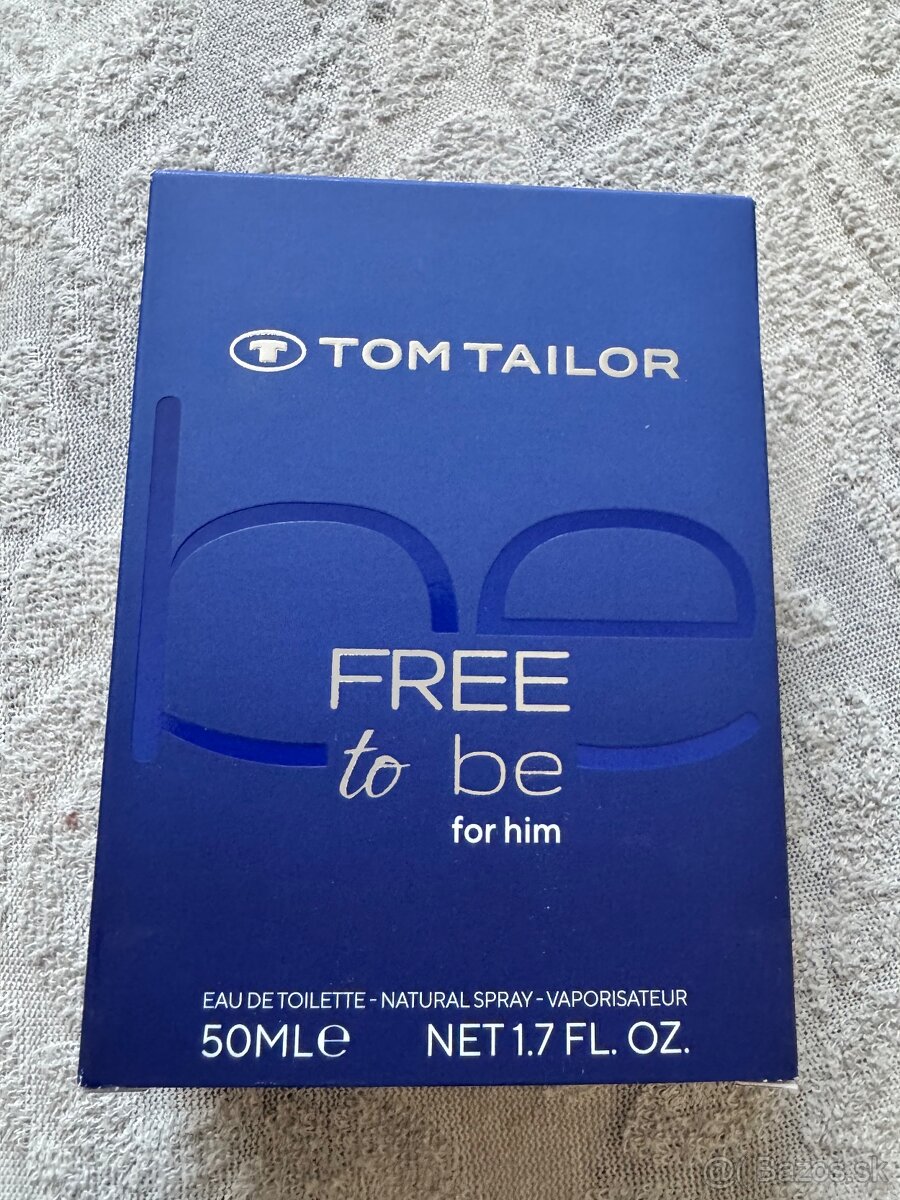 TOM TAILOR
be
FREE
to be
for him
EAU DE TOILETTE - NATURAL SPRAY - VAPORISATEUR
50ML℮ NET 1.7 FL. OZ.
@ Bazos.sk